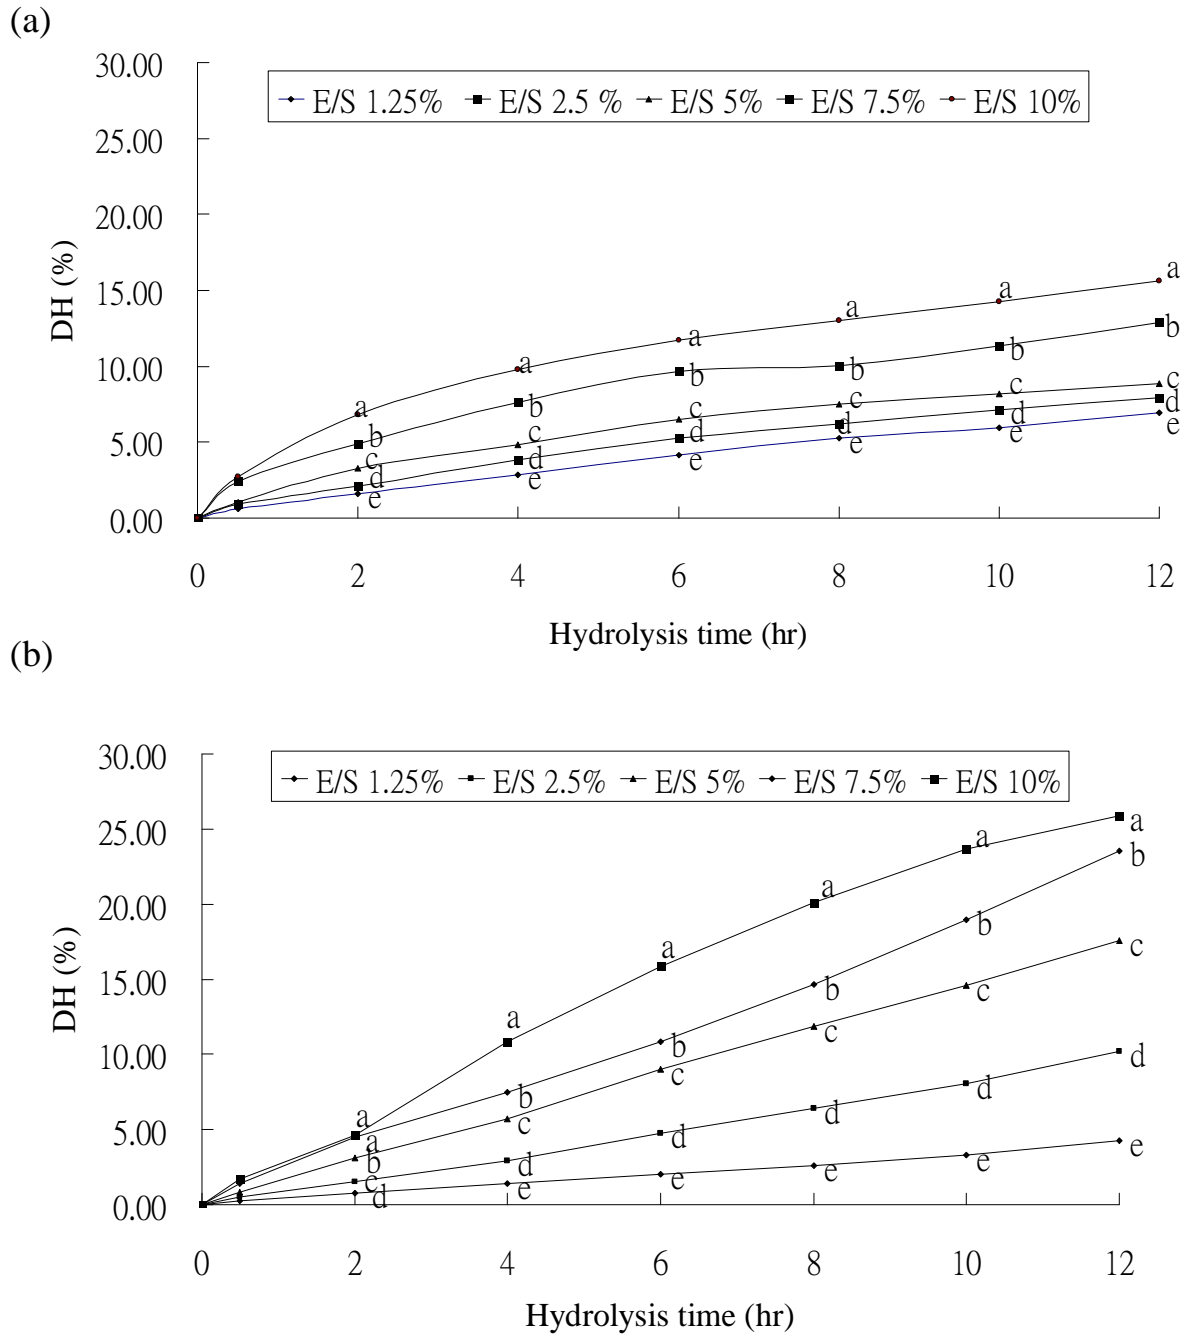 (a)
30.00
E/S 1.25% E/S 2.5 % E/S 5% E/S 7.5% E/S 10%
25.00
20.00
DH (%)
15.00
10.00
5.00
0.00
a a a a a a
b b b b b b
c c c c c c
d d d d d d
e e e e e e
0 2 4 6 8 10 12
Hydrolysis time (hr)
(b)
30.00
E/S 1.25% E/S 2.5% E/S 5% E/S 7.5% E/S 10%
25.00
20.00
DH (%)
15.00
10.00
5.00
0.00
a a a a a a
a b b b b b
b c c c c c
c d d d d d
d e e e e e
0 2 4 6 8 10 12
Hydrolysis time (hr)